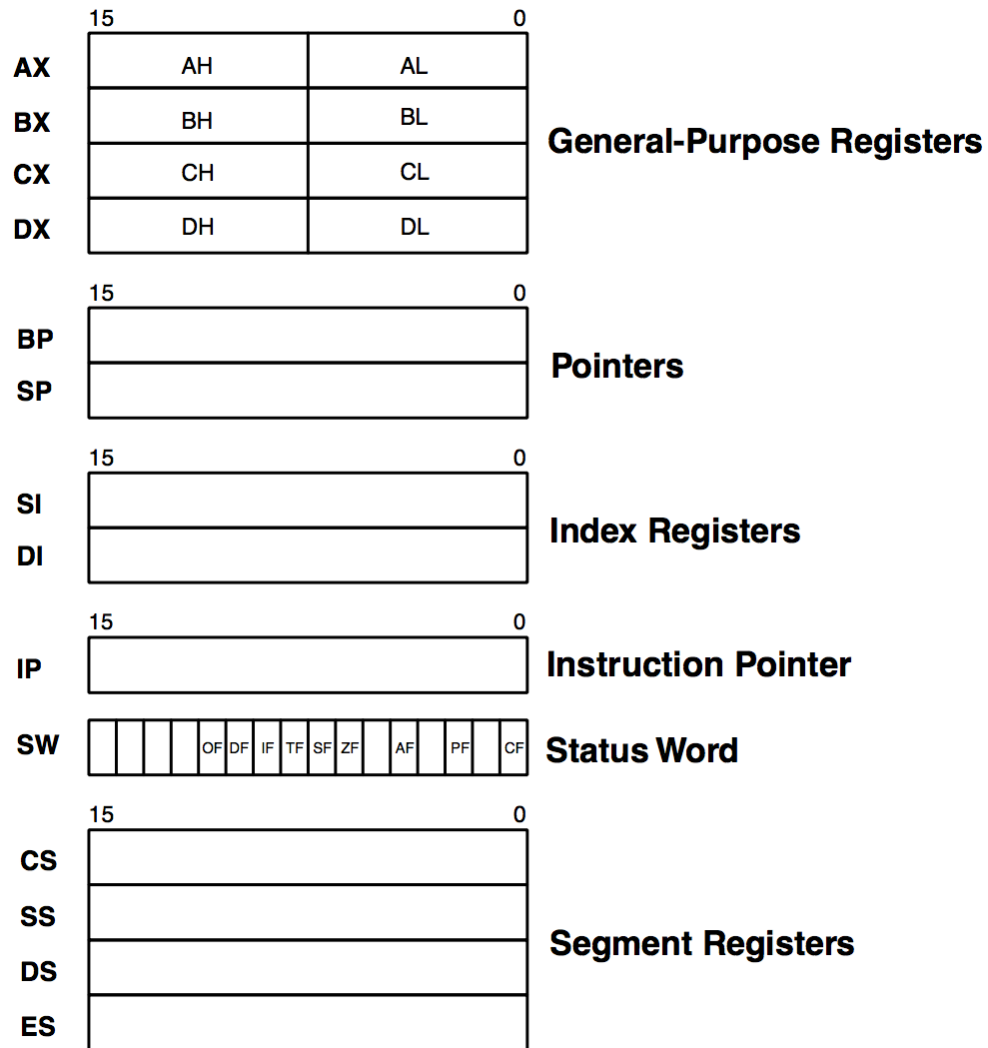 15 0
AX AH AL
BX BH BL
General-Purpose Registers
CX CH CL
DX DH DL
15 0
BP
Pointers
SP
15 0
SI
Index Registers
DI
15 0
IP Instruction Pointer
SW OF DF IF TF SF ZF AF PF CF Status Word
15 0
CS
SS
Segment Registers
DS
ES